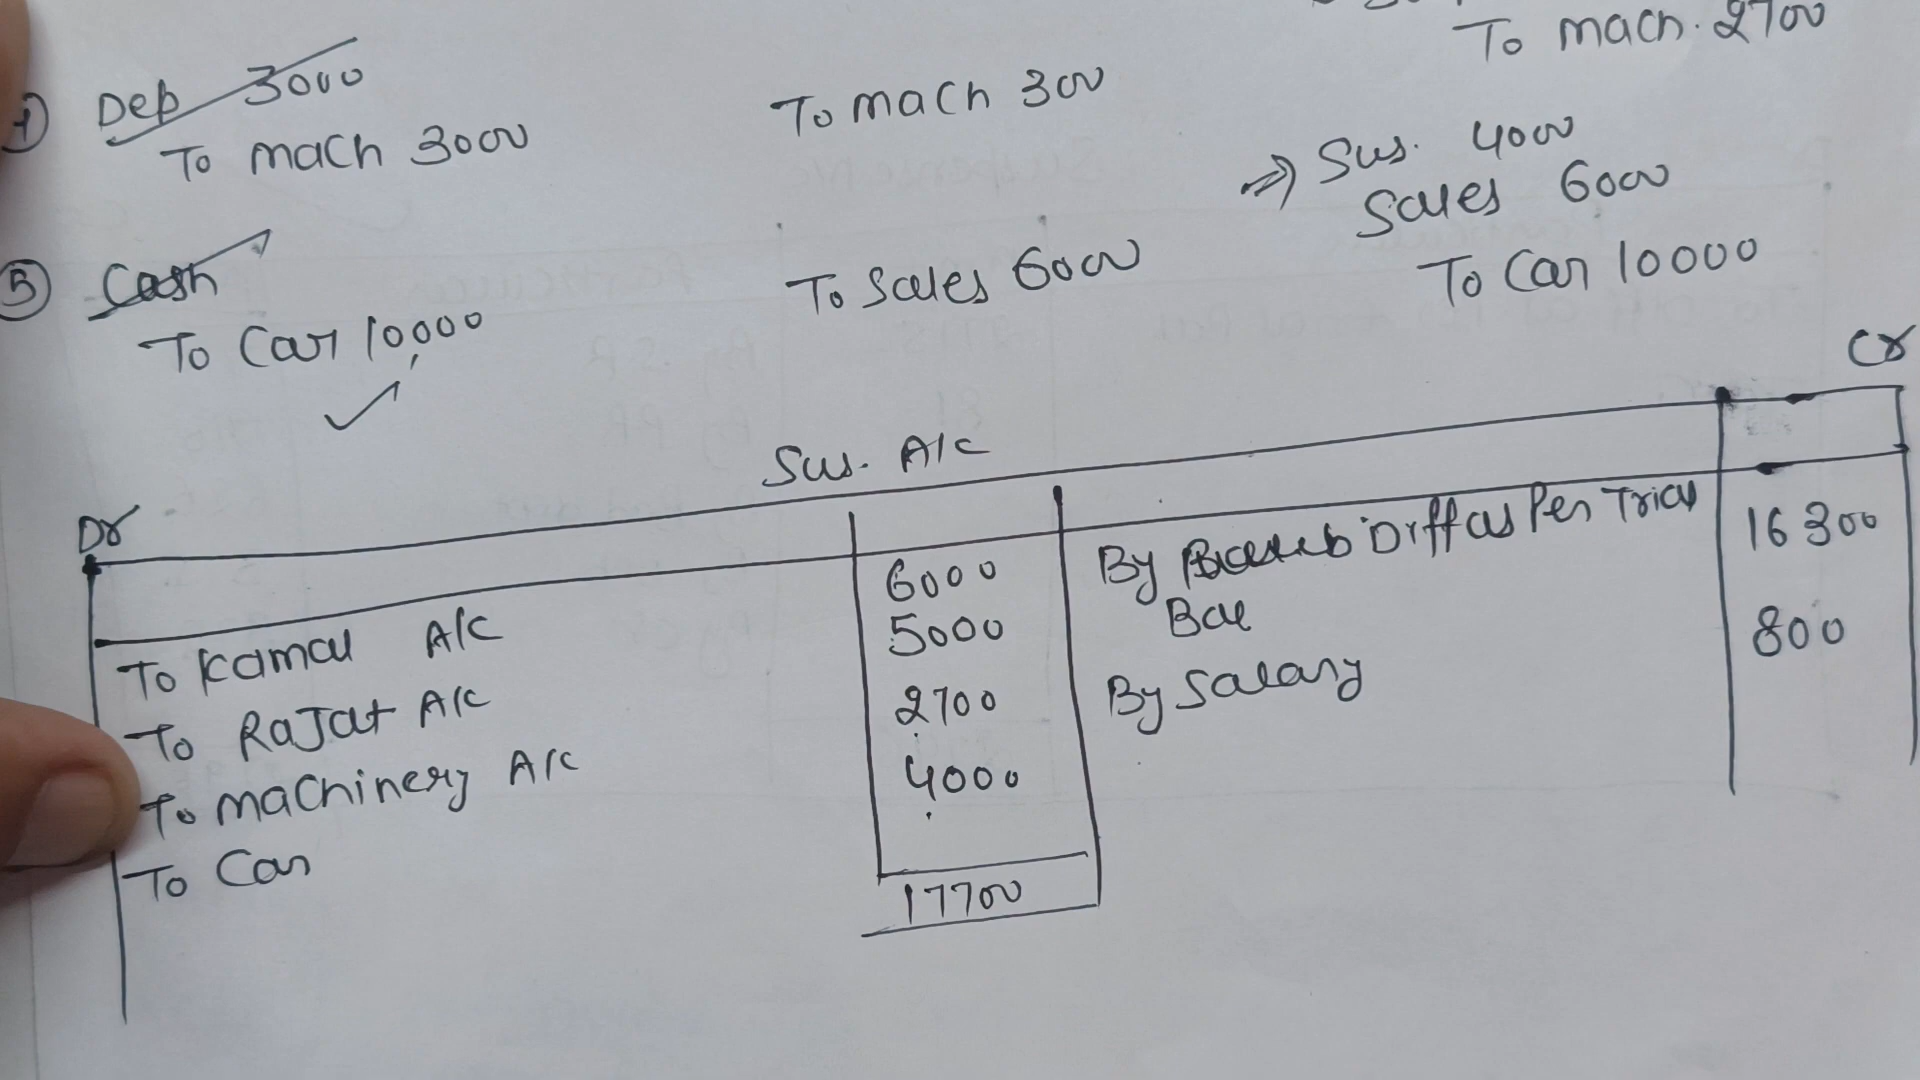 To mach. 2700
④ Dep 3000
To mach 3000
To mach 300
⇒ Sus. 4000
Sales 6000
To Car 10000
⑤ Cash
To Car 10,000
To Sales 6000
Sus. A/c
Dr
Cr
To Kamal A/c 6000
To Rajat A/c 5000
To machinery A/c 2700
To Car 4000
17700
By Diff as Per Trial 16300
Bal
By Salary 800